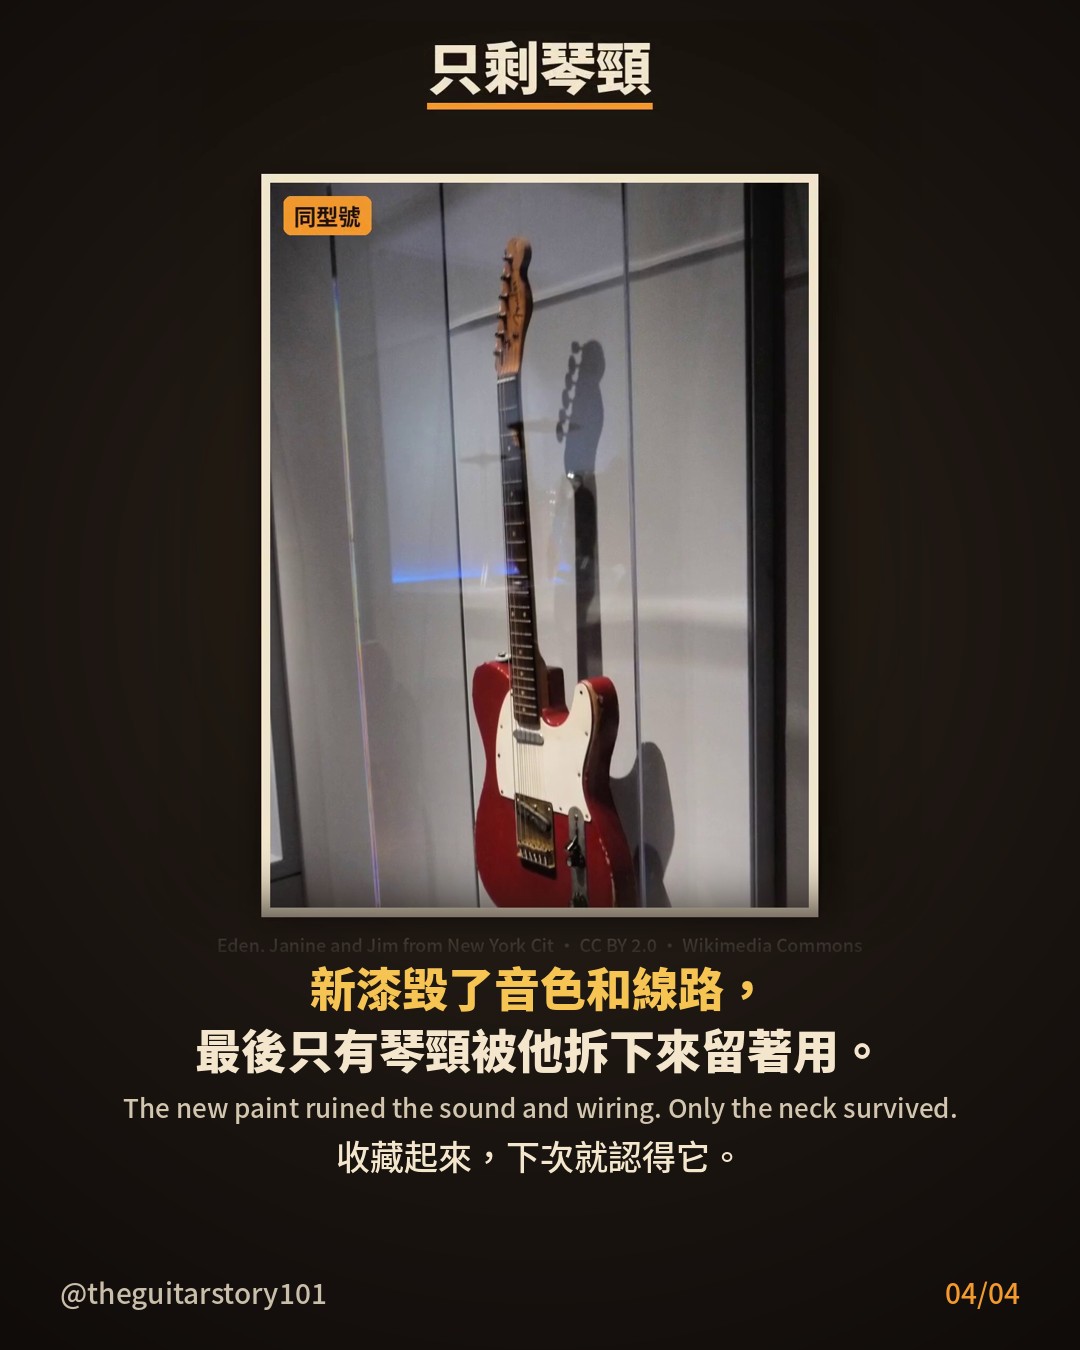 只剩琴頸
同型號
Eden, Janine and Jim from New York Cit • CC BY 2.0 • Wikimedia Commons
新漆毀了音色和線路，
最後只有琴頸被他拆下來留著用。
The new paint ruined the sound and wiring. Only the neck survived.
收藏起來，下次就認得它。
@theguitarstory101
04/04